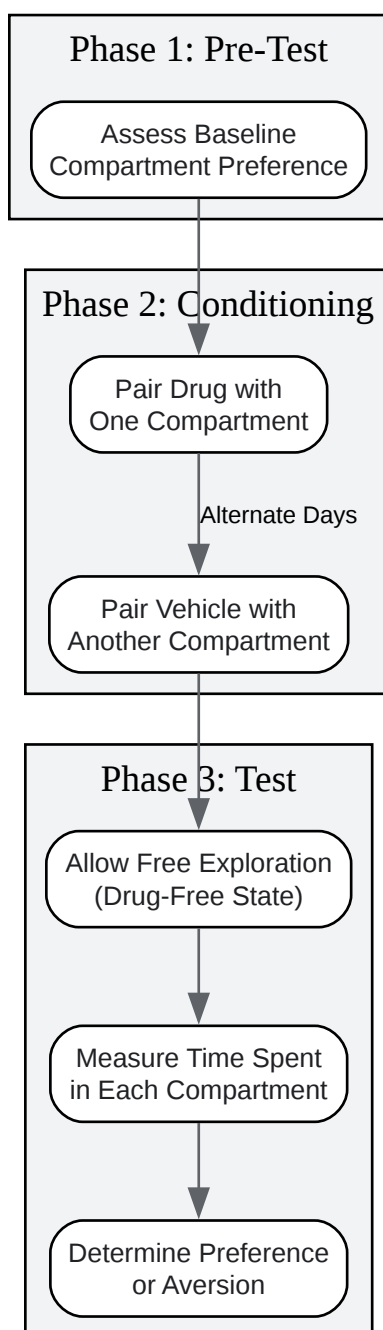 Phase 1: Pre-Test
Assess Baseline
Compartment Preference
Phase 2: Conditioning
Pair Drug with
One Compartment
Alternate Days
Pair Vehicle with
Another Compartment
Phase 3: Test
Allow Free Exploration
(Drug-Free State)
Measure Time Spent
in Each Compartment
Determine Preference
or Aversion